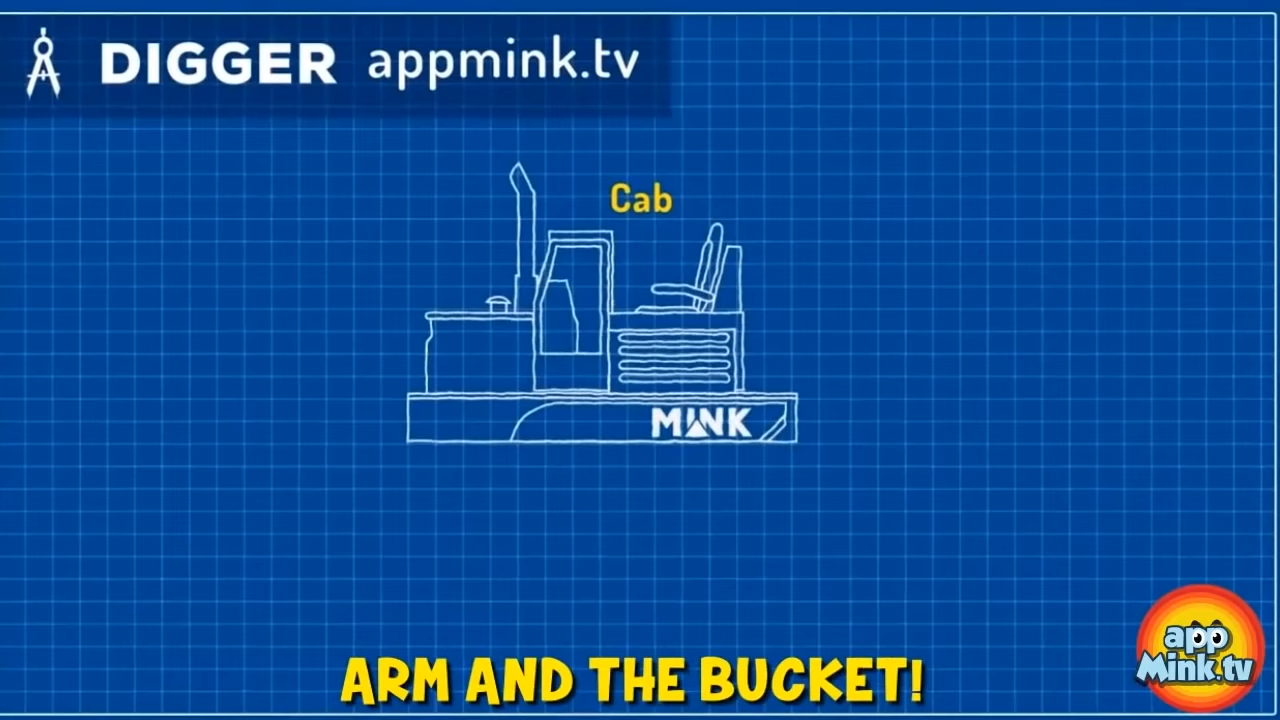 DIGGER appmink.tv
Cab
MINK
ARM AND THE BUCKET!
app
Mink.tv